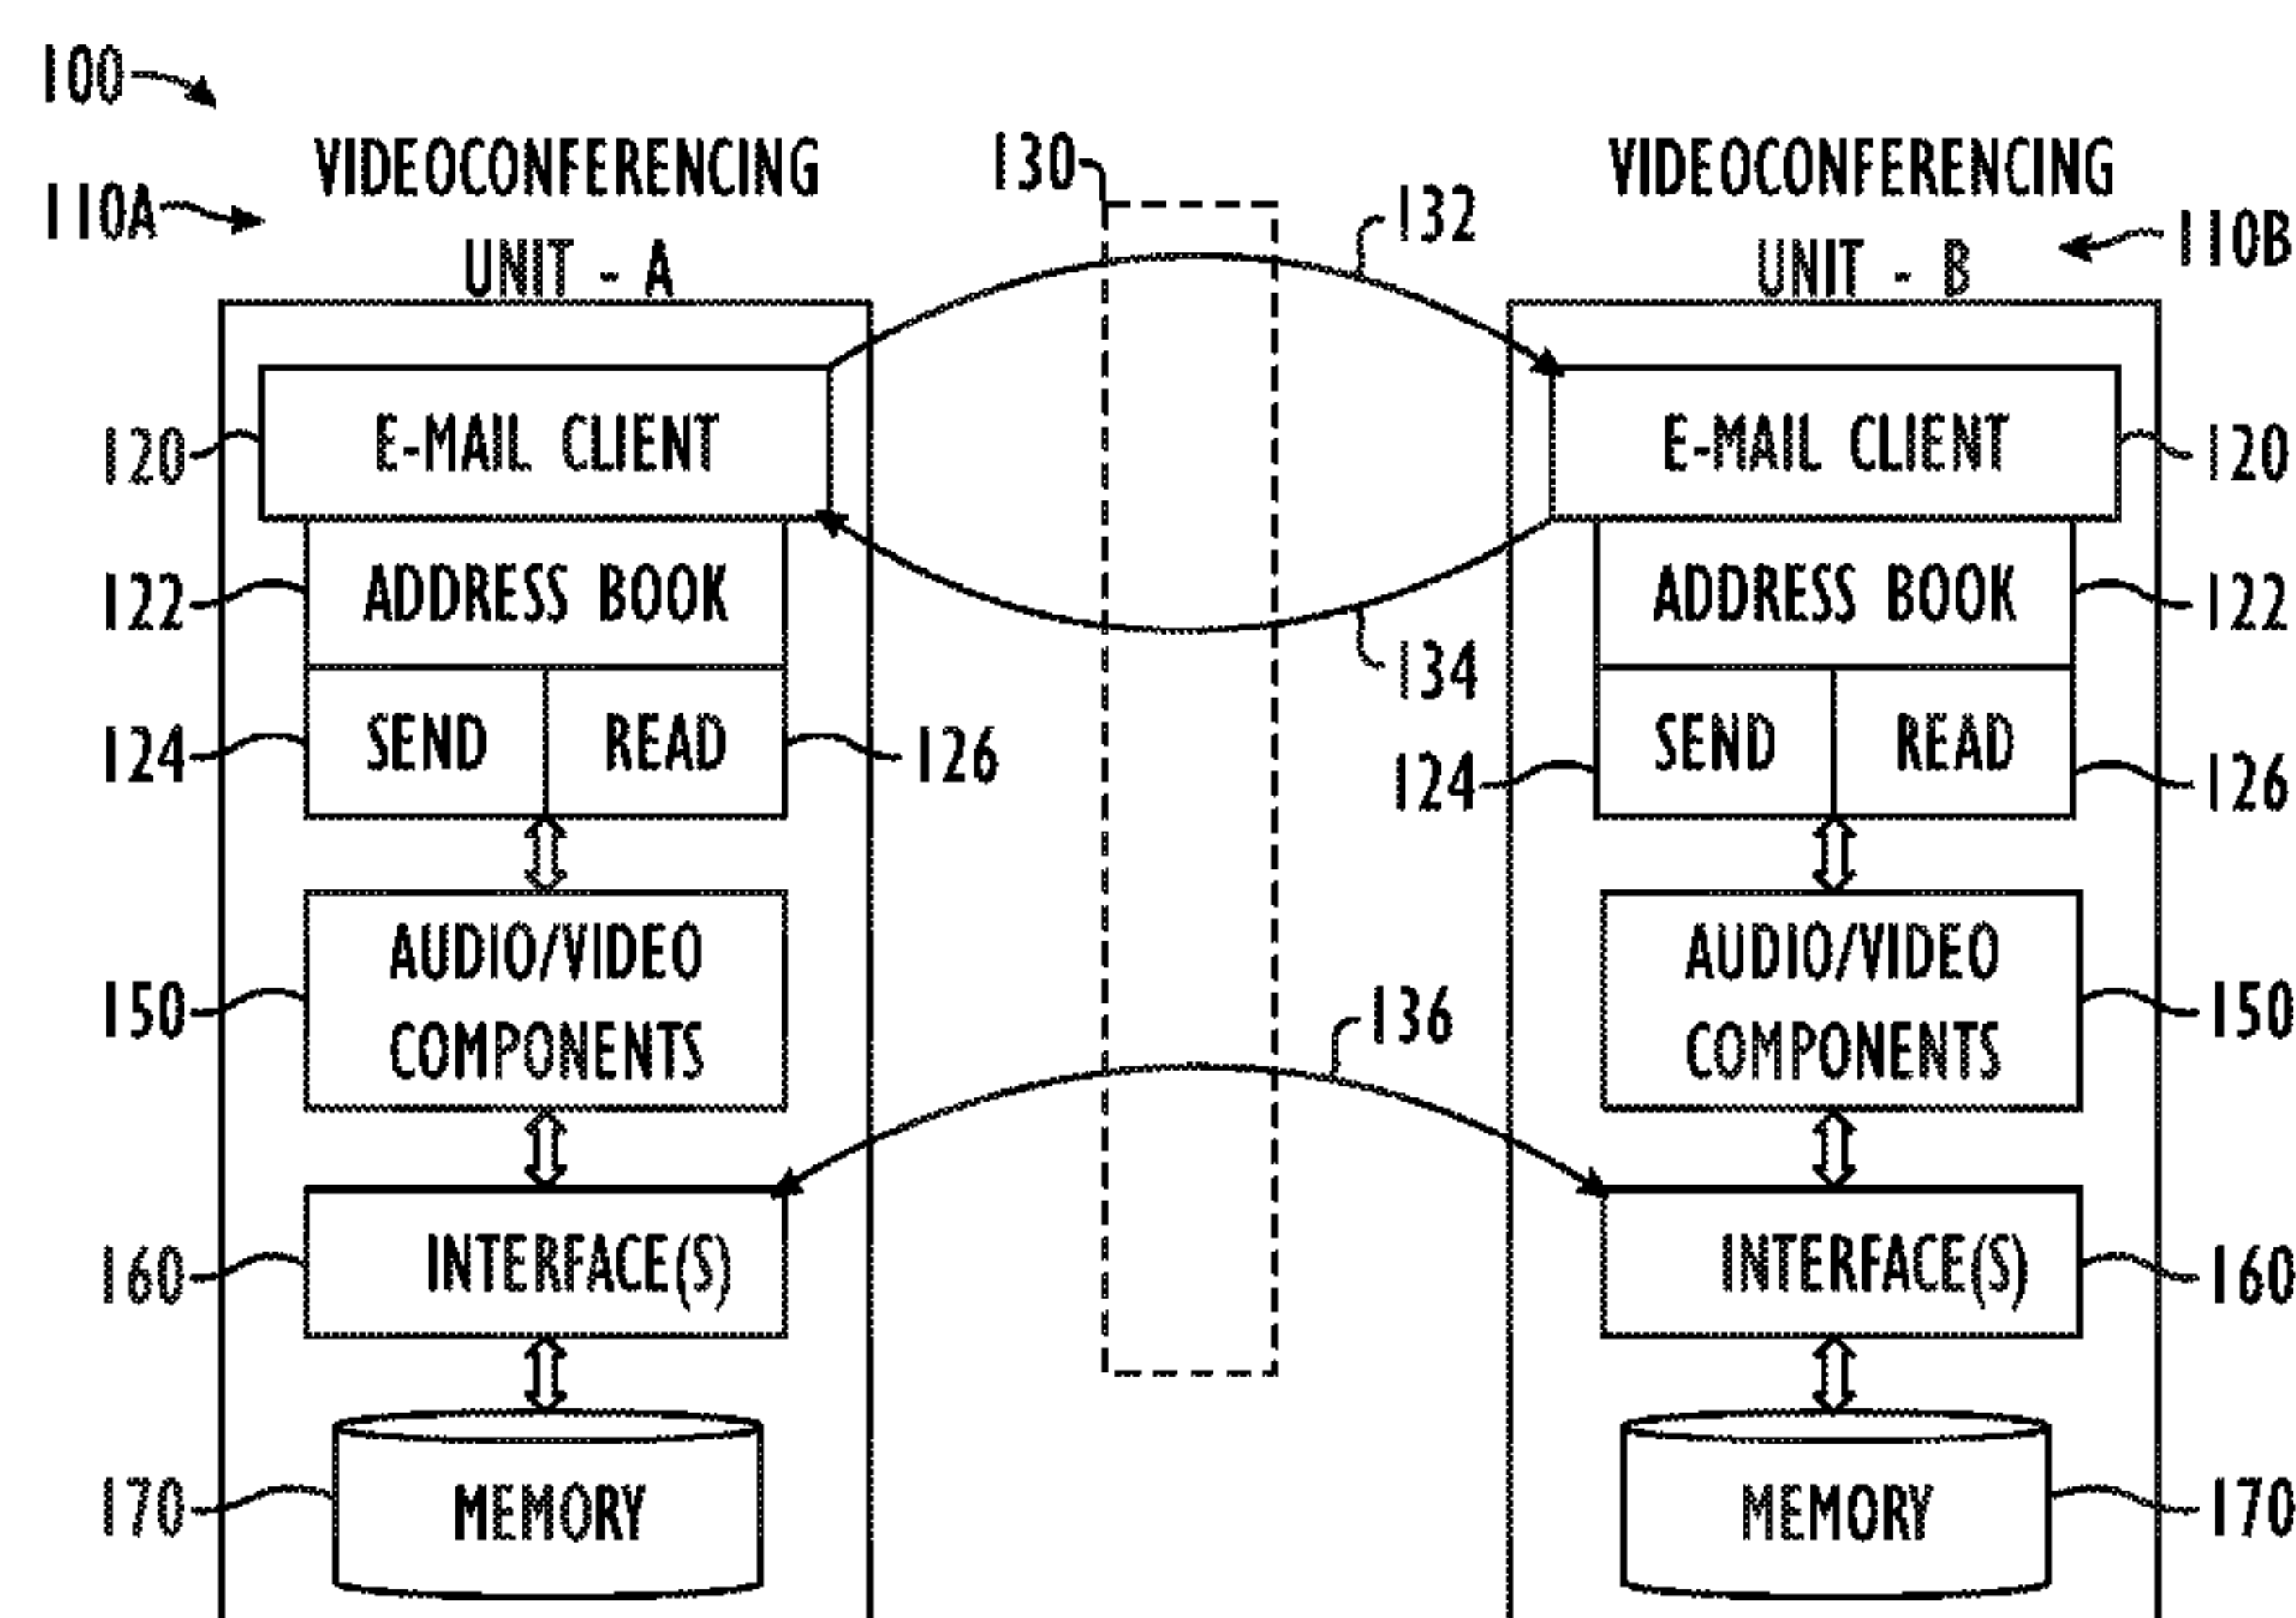 100
VIDEOCONFERENCING
UNIT - A
110A
130
132
VIDEOCONFERENCING
UNIT - B
110B
120
E-MAIL CLIENT
E-MAIL CLIENT
120
122
ADDRESS BOOK
ADDRESS BOOK
122
134
124
SEND
READ
126
124
SEND
READ
126
150
AUDIO/VIDEO
COMPONENTS
136
AUDIO/VIDEO
COMPONENTS
150
160
INTERFACE(S)
INTERFACE(S)
160
170
MEMORY
MEMORY
170